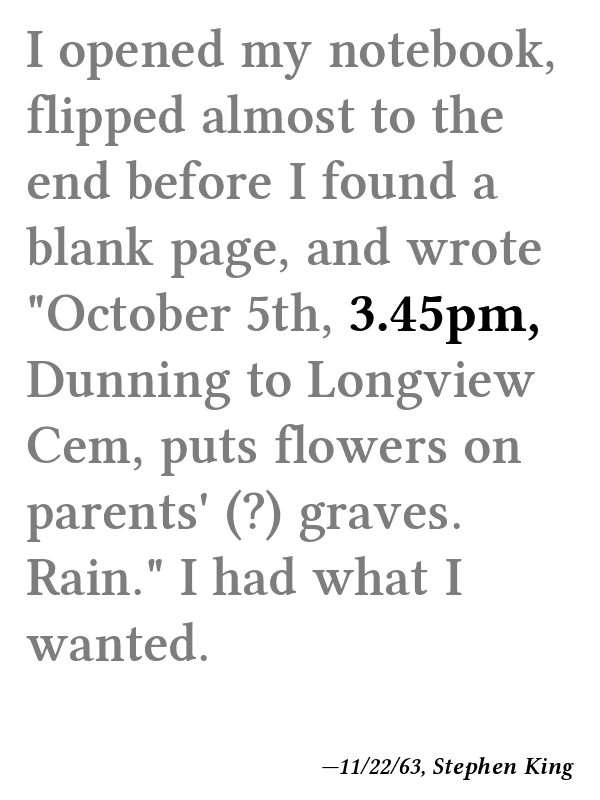 I opened my notebook,
flipped almost to the
end before I found a
blank page, and wrote
"October 5th, 3.45pm,
Dunning to Longview
Cem, puts flowers on
parents' (?) graves.
Rain." I had what I
wanted.
—11/22/63, Stephen King